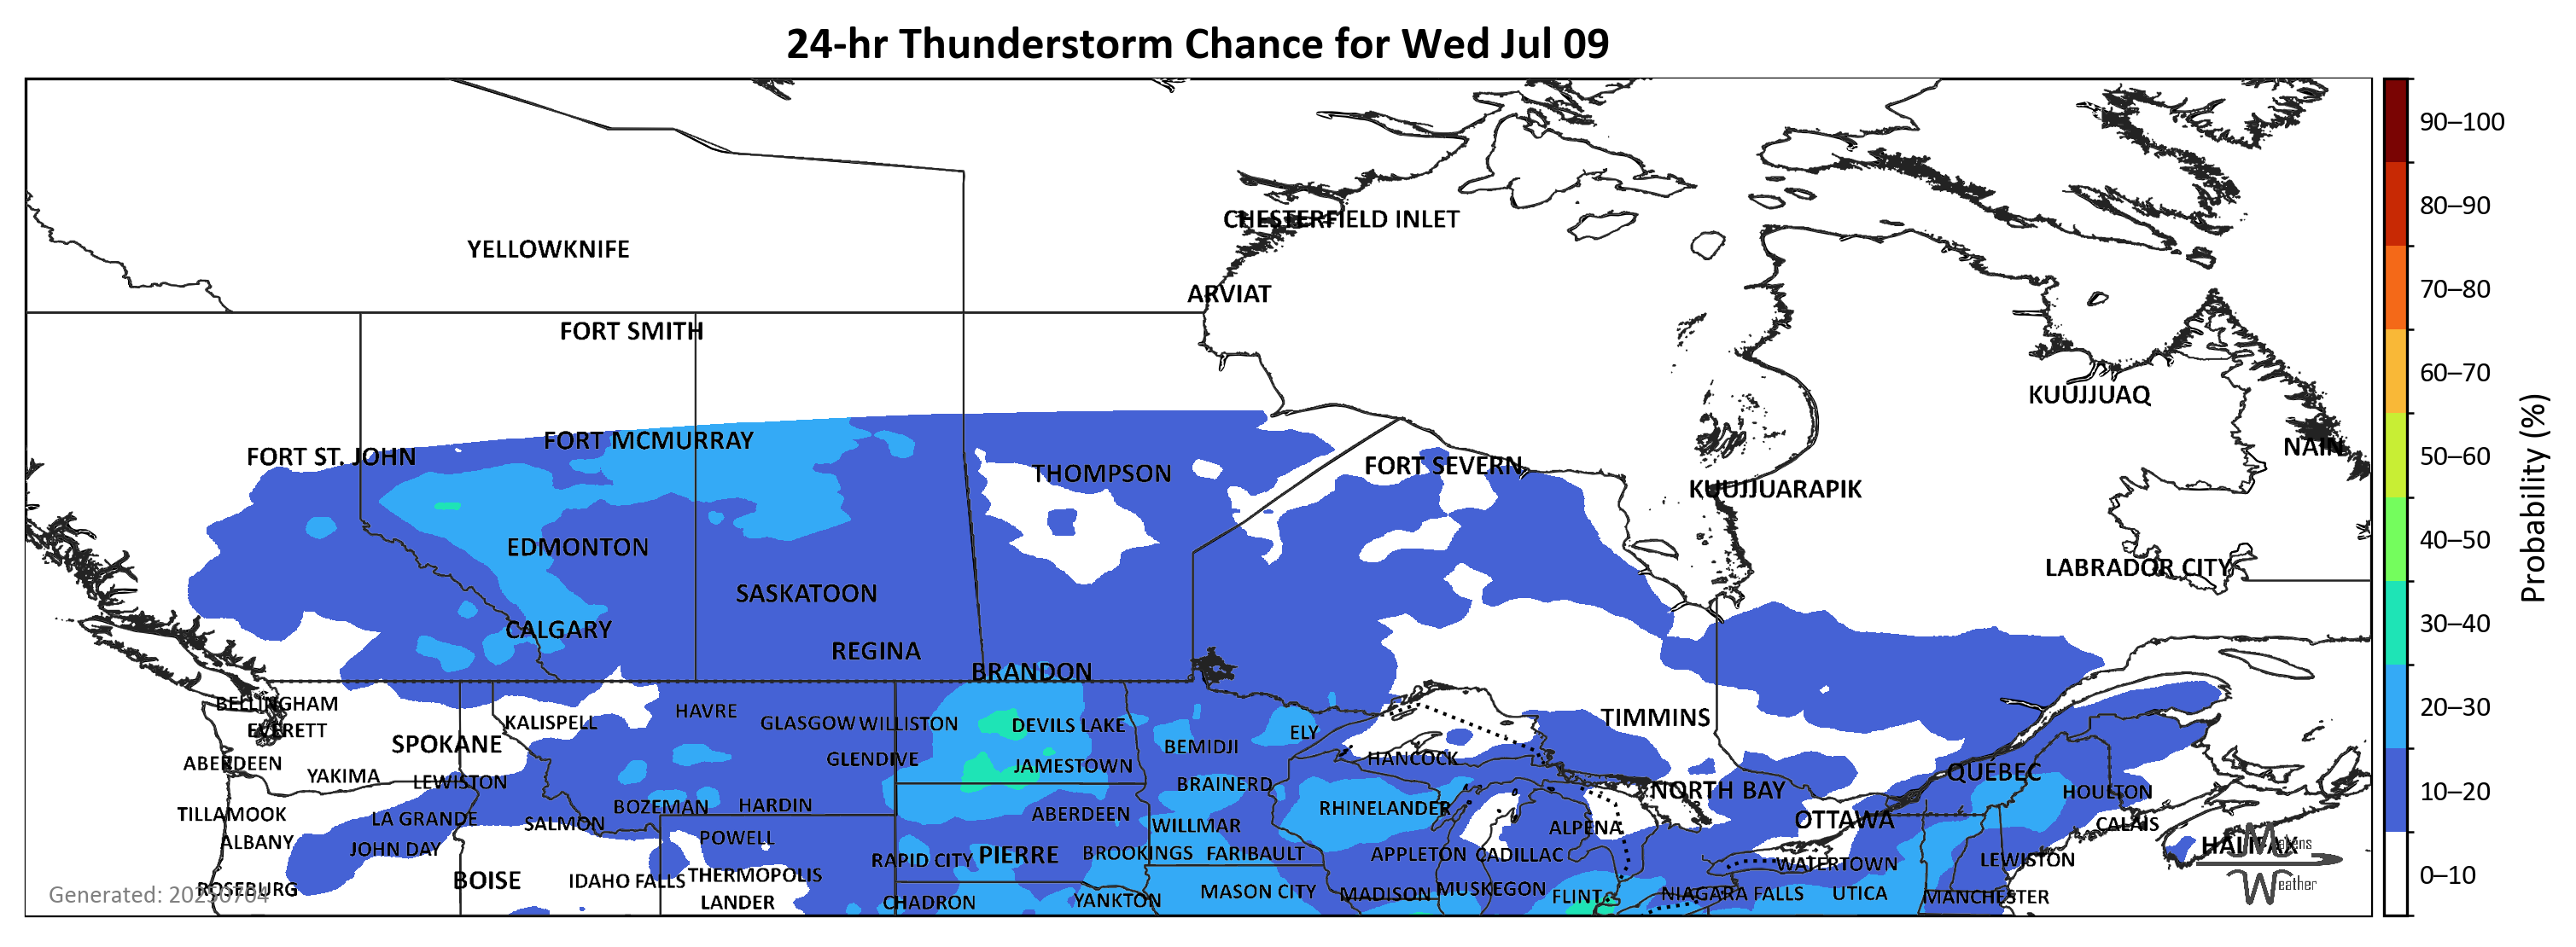 24-hr Thunderstorm Chance for Wed Jul 09
90–100
80–90
70–80
60–70
50–60
40–50
30–40
20–30
10–20
0–10
Probability (%)
CHESTERFIELD INLET
YELLOWKNIFE
ARVIAT
FORT SMITH
KUUJJUAQ
FORT MCMURRAY
NAIN
FORT ST. JOHN
FORT SEVERN
THOMPSON
KUUJJUARAPIK
EDMONTON
LABRADOR CITY
SASKATOON
CALGARY
REGINA
BRANDON
BELLINGHAM
HAVRE
TIMMINS
KALISPELL
GLASGOW
WILLISTON
DEVILS LAKE
EVERETT
ELY
SPOKANE
BEMIDJI
GLENDIVE
HANCOCK
ABERDEEN
JAMESTOWN
QUÉBEC
YAKIMA
LEWISTON
BRAINERD
NORTH BAY
HOULTON
BOZEMAN
HARDIN
RHINELANDER
TILLAMOOK
LA GRANDE
ABERDEEN
OTTAWA
SALMON
WILLMAR
ALPENA
CALAIS
ALBANY
POWELL
HALIFAX
JOHN DAY
RAPID CITY
PIERRE
BROOKINGS
FARIBAULT
APPLETON
CADILLAC
WATERTOWN
LEWISTON
BOISE
IDAHO FALLS
THERMOPOLIS
ROSEBURG
MASON CITY
MADISON
MUSKEGON
FLINT
NIAGARA FALLS
UTICA
MANCHESTER
LANDER
CHADRON
YANKTON
Generated: 20250704
Weather